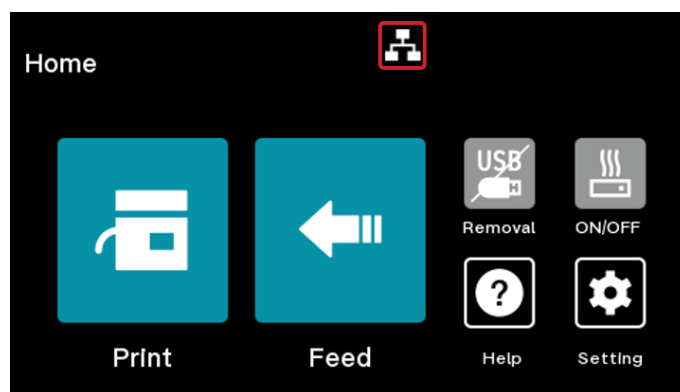 Home
USB
Removal
ON/OFF
?
Print
Feed
Help
Setting